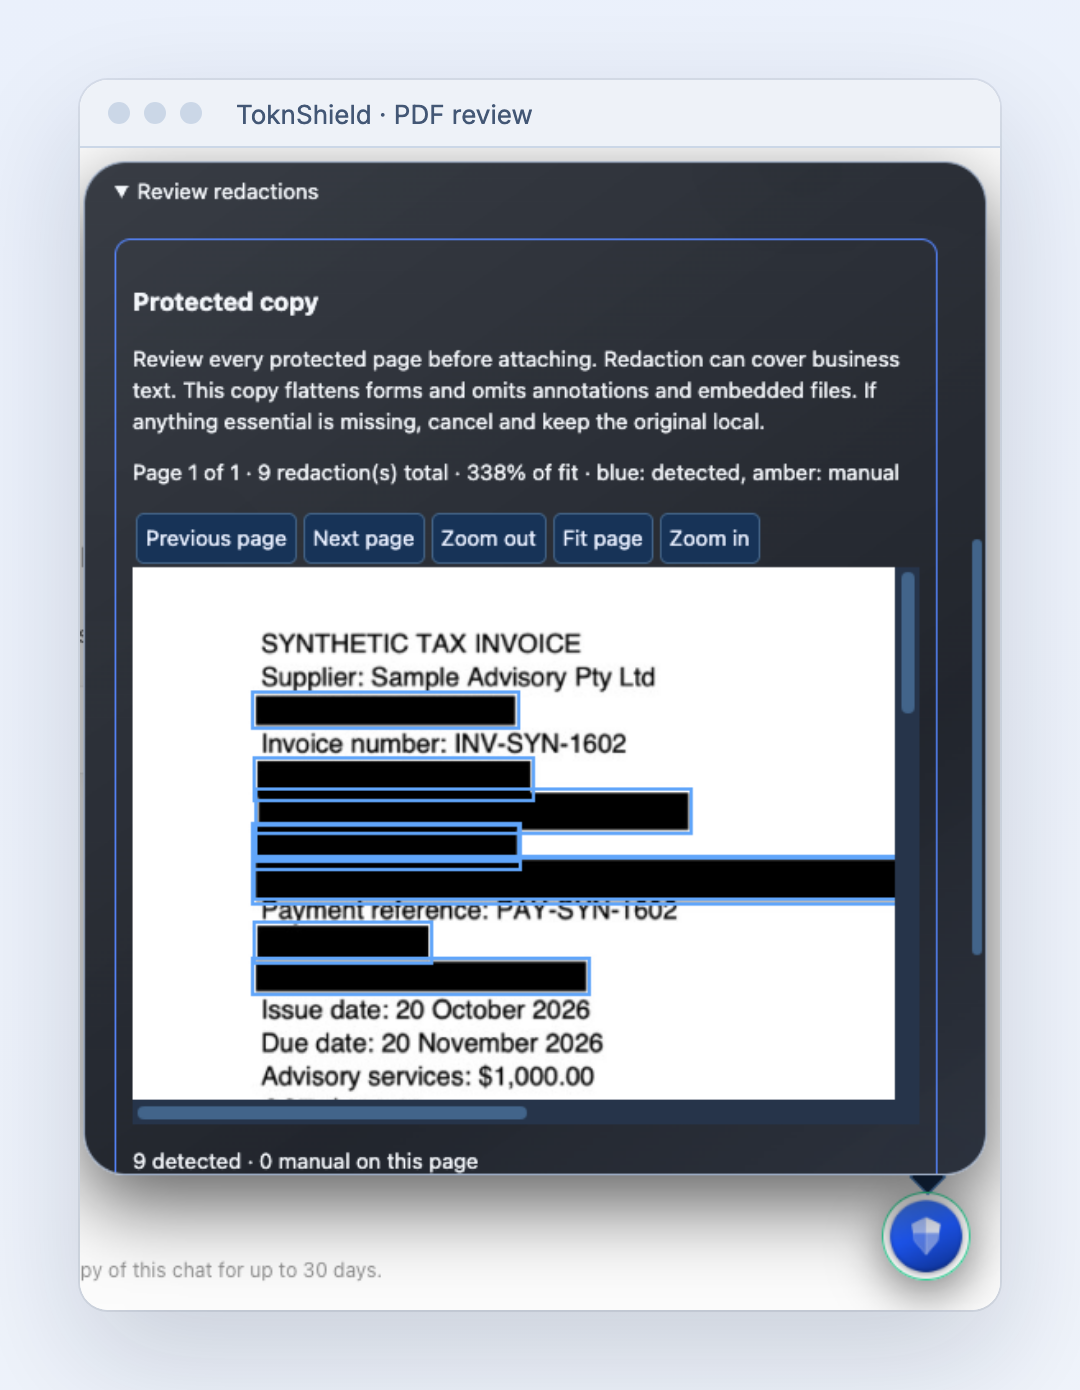 ToknShield · PDF review
▼ Review redactions
Protected copy
Review every protected page before attaching. Redaction can cover business
text. This copy flattens forms and omits annotations and embedded files. If
anything essential is missing, cancel and keep the original local.
Page 1 of 1 · 9 redaction(s) total · 338% of fit · blue: detected, amber: manual
Previous page Next page Zoom out Fit page Zoom in
SYNTHETIC TAX INVOICE
Supplier: Sample Advisory Pty Ltd
Invoice number: INV-SYN-1602
Payment reference: PAY-SYN-1602
Issue date: 20 October 2026
Due date: 20 November 2026
Advisory services: $1,000.00
9 detected · 0 manual on this page
py of this chat for up to 30 days.